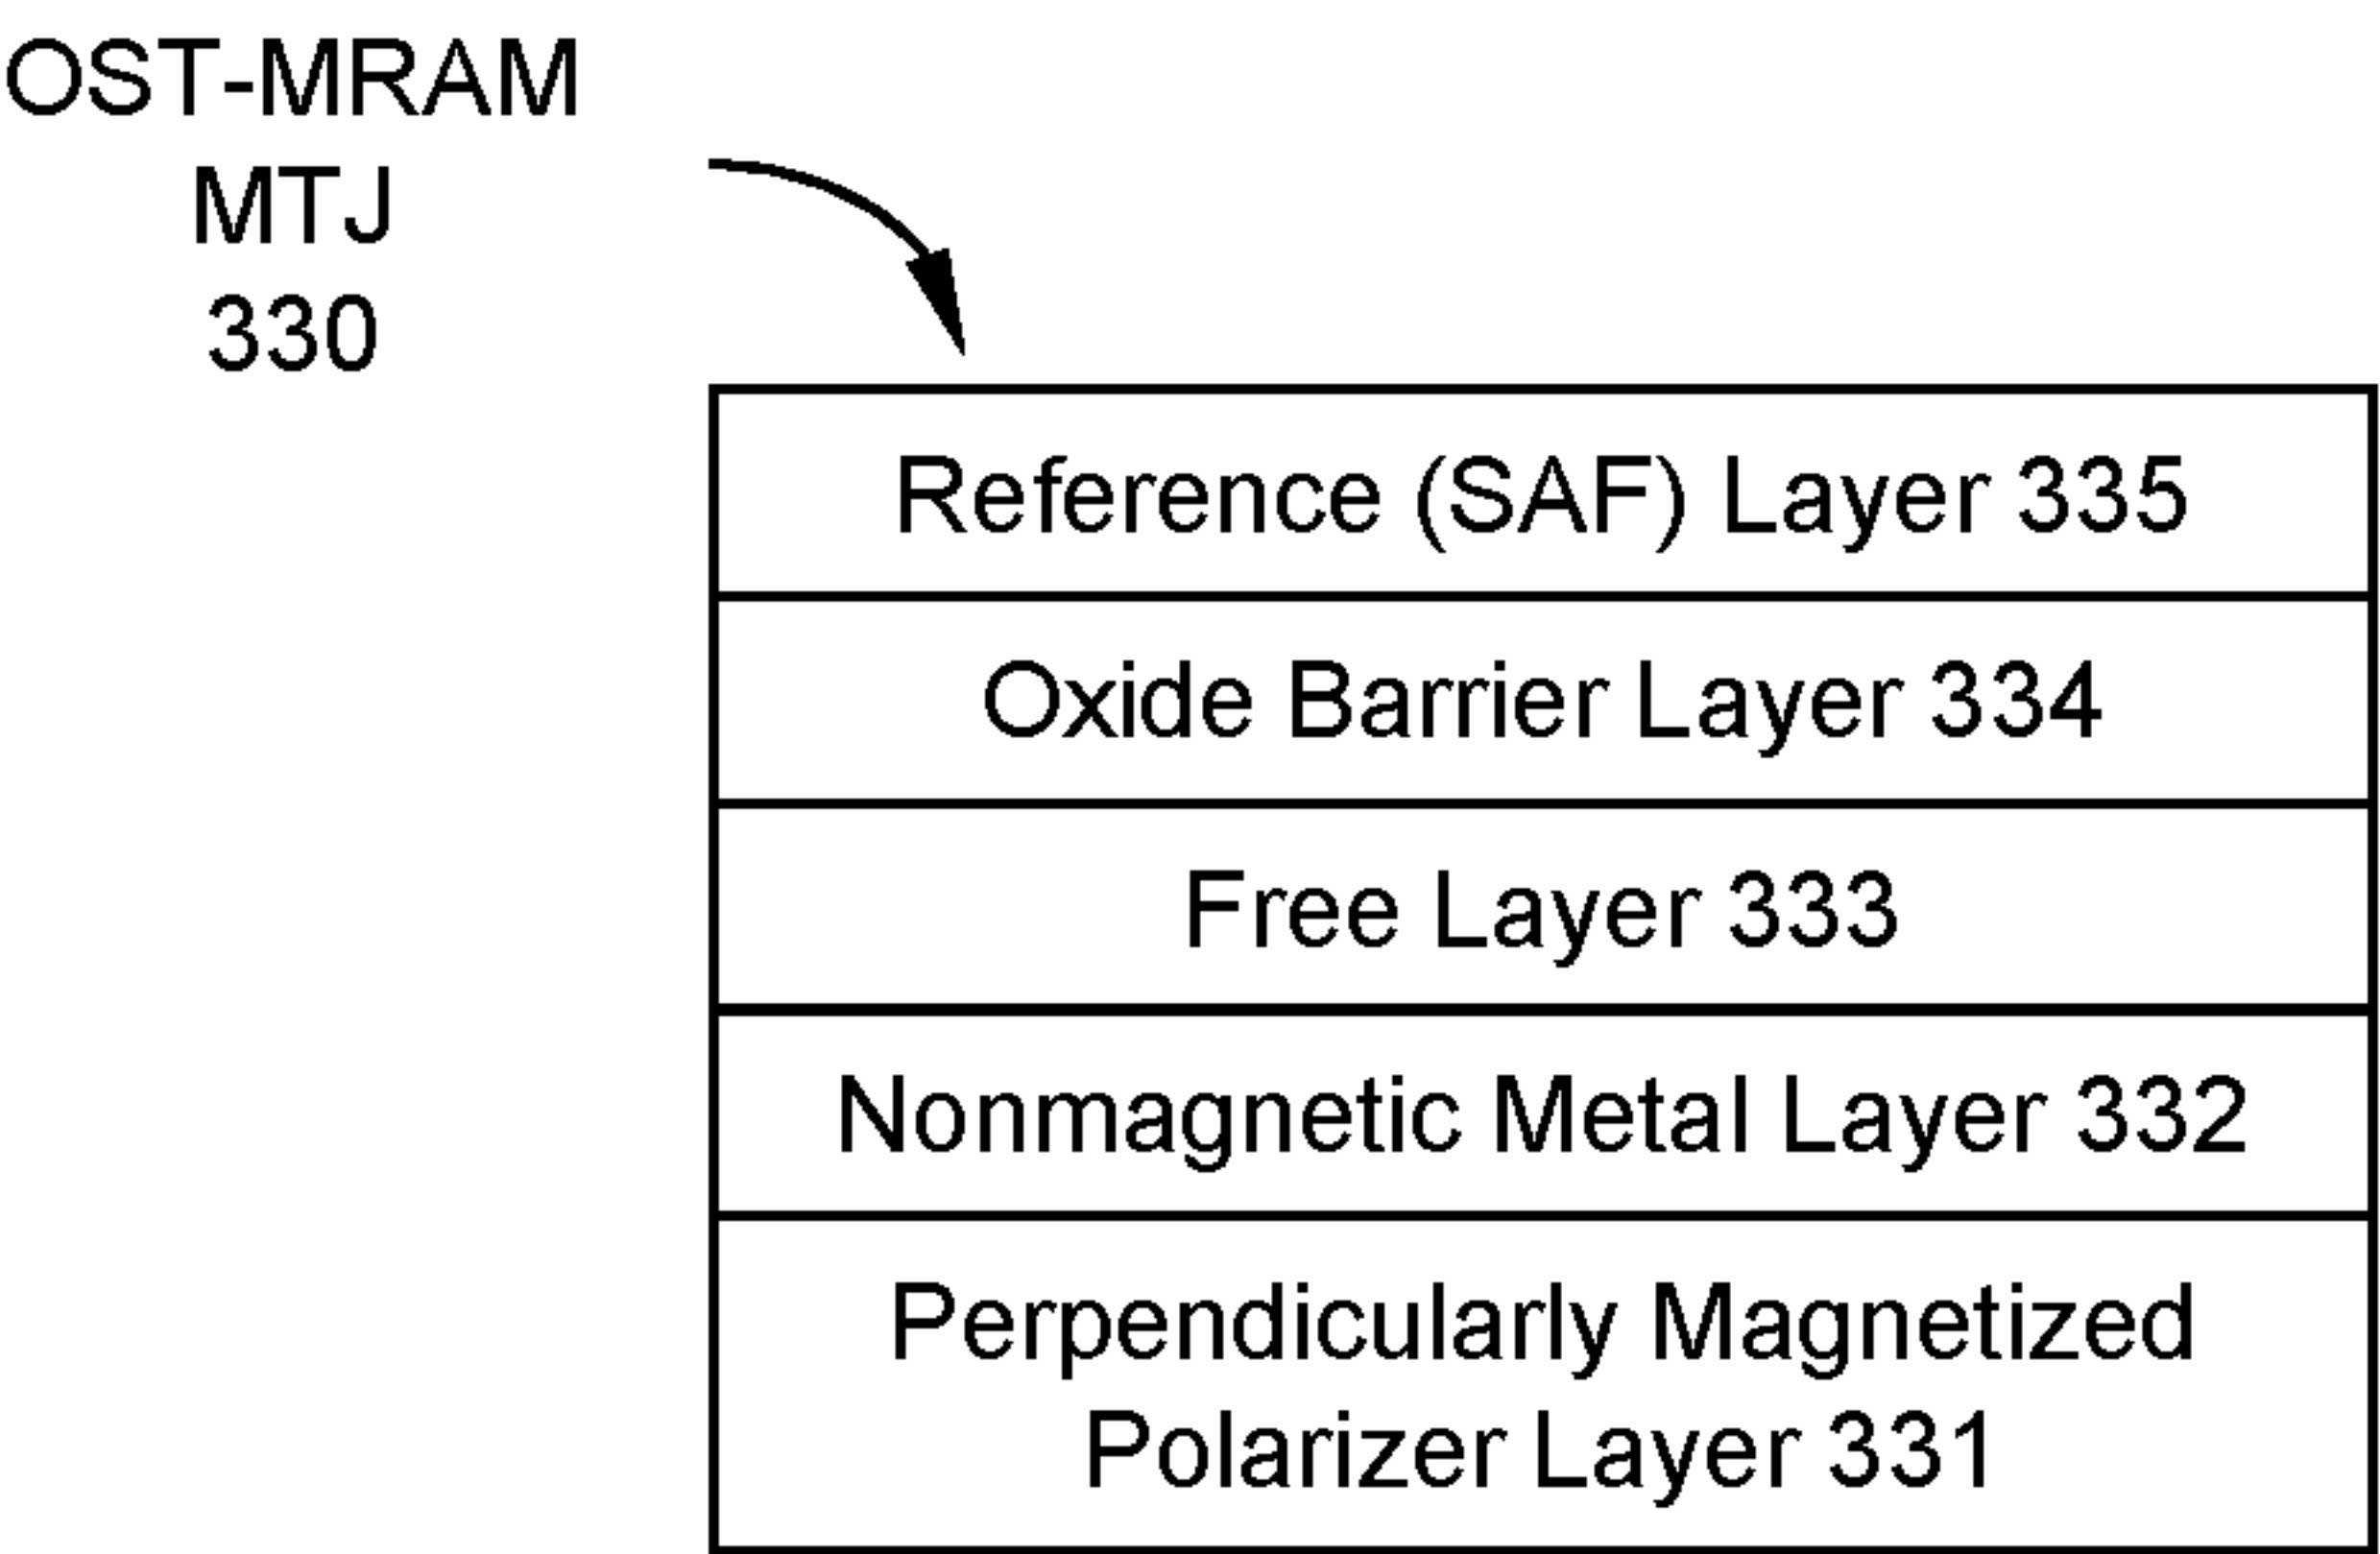 OST-MRAM
MTJ
330
Reference (SAF) Layer 335
Oxide Barrier Layer 334
Free Layer 333
Nonmagnetic Metal Layer 332
Perpendicularly Magnetized
Polarizer Layer 331